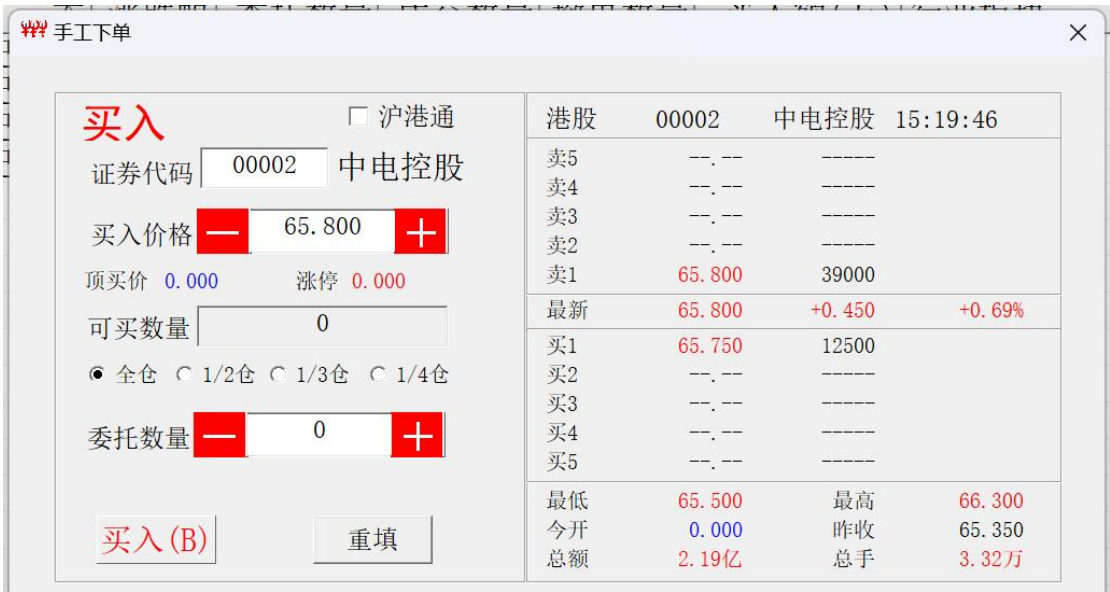 手工下单
买入 沪港通
证券代码 00002 中电控股
买入价格 65.800
顶买价 0.000 涨停 0.000
可买数量 0
全仓 1/2仓 1/3仓 1/4仓
委托数量 0
买入(B) 重填
港股 00002 中电控股 15:19:46
卖5 --.-- -----
卖4 --.-- -----
卖3 --.-- -----
卖2 --.-- -----
卖1 65.800 39000
最新 65.800 +0.450 +0.69%
买1 65.750 12500
买2 --.-- -----
买3 --.-- -----
买4 --.-- -----
买5 --.-- -----
最低 65.500 最高 66.300
今开 0.000 昨收 65.350
总额 2.19亿 总手 3.32万